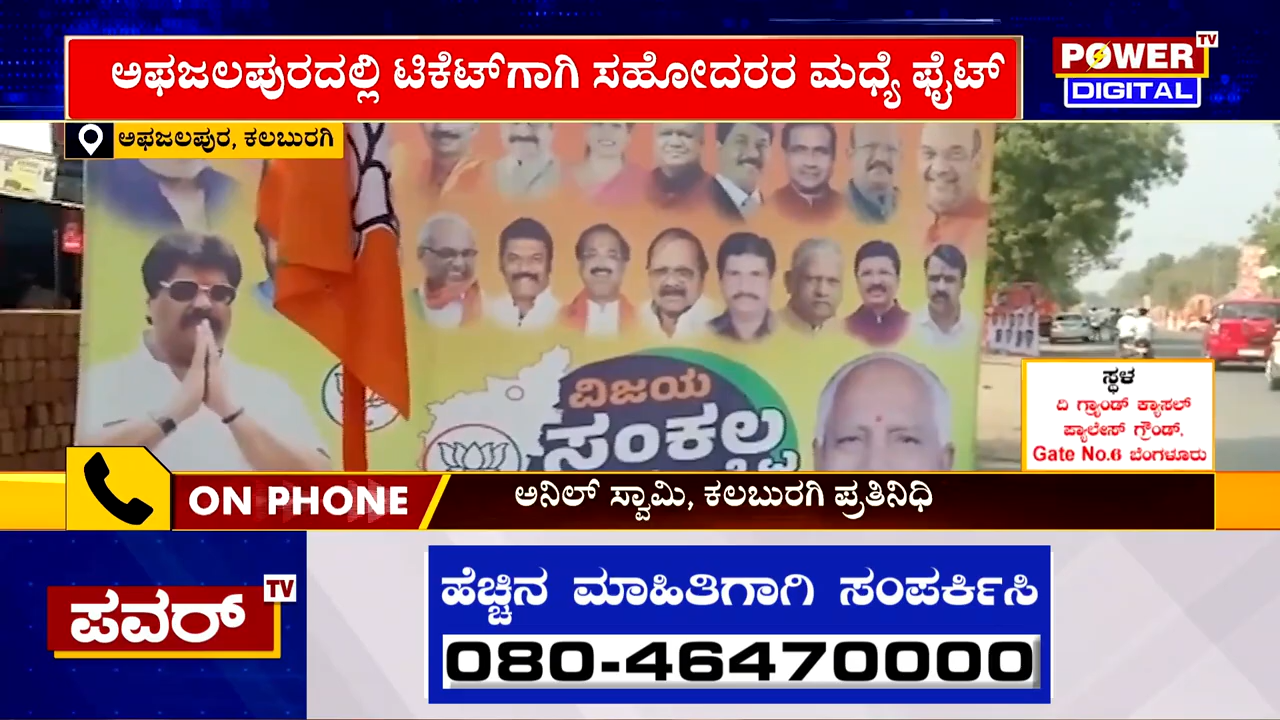 ಅಫಜಲಪುರದಲ್ಲಿ ಟಿಕೆಟ್‌ಗಾಗಿ ಸಹೋದರರ ಮಧ್ಯೆ ಫೈಟ್
POWER TV
DIGITAL
ಅಫಜಲಪುರ, ಕಲಬುರಗಿ
ವಿಜಯ
ಸಂಕಲ್ಪ
ಸ್ಥಳ
ದಿ ಗ್ರಾಂಡ್ ಕ್ಯಾಸಲ್
ಪ್ಯಾಲೇಸ್ ಗ್ರೌಂಡ್,
Gate No.6 ಬೆಂಗಳೂರು
ON PHONE
ಅನಿಲ್ ಸ್ವಾಮಿ, ಕಲಬುರಗಿ ಪ್ರತಿನಿಧಿ
ಪವರ್ TV
ಹೆಚ್ಚಿನ ಮಾಹಿತಿಗಾಗಿ ಸಂಪರ್ಕಿಸಿ
080-46470000